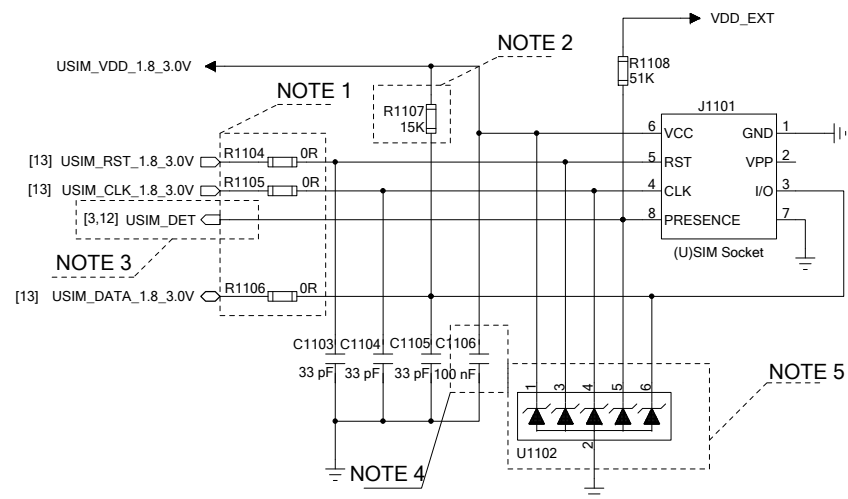 VDD_EXT
NOTE 2
USIM_VDD_1.8_3.0V
R1108
51K
NOTE 1
R1107
15K
J1101
6 VCC GND 1
[13] USIM_RST_1.8_3.0V R1104 0R 5 RST VPP 2
[13] USIM_CLK_1.8_3.0V R1105 0R 4 CLK I/O 3
[3,12] USIM_DET 8 PRESENCE 7
(U)SIM Socket
NOTE 3
[13] USIM_DATA_1.8_3.0V R1106 0R
C1103 C1104 C1105 C1106
33 pF 33 pF 33 pF 100 nF
NOTE 5
1 3 4 5 6
U1102 2
NOTE 4